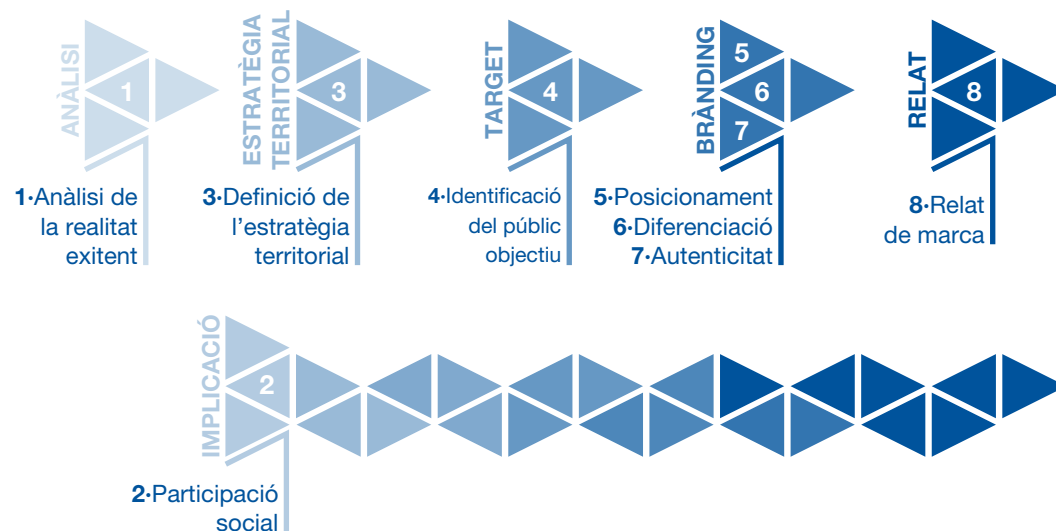 ANÀLISI
1
1·Anàlisi de
la realitat
exitent
ESTRATÈGIA
TERRITORIAL
3
3·Definició de
l’estratègia
territorial
TARGET
4
4·Identificació
del públic
objectiu
BRÀNDING
5
6
7
5·Posicionament
6·Diferenciació
7·Autenticitat
RELAT
8
8·Relat
de marca
IMPLICACIÓ
2
2·Participació
social